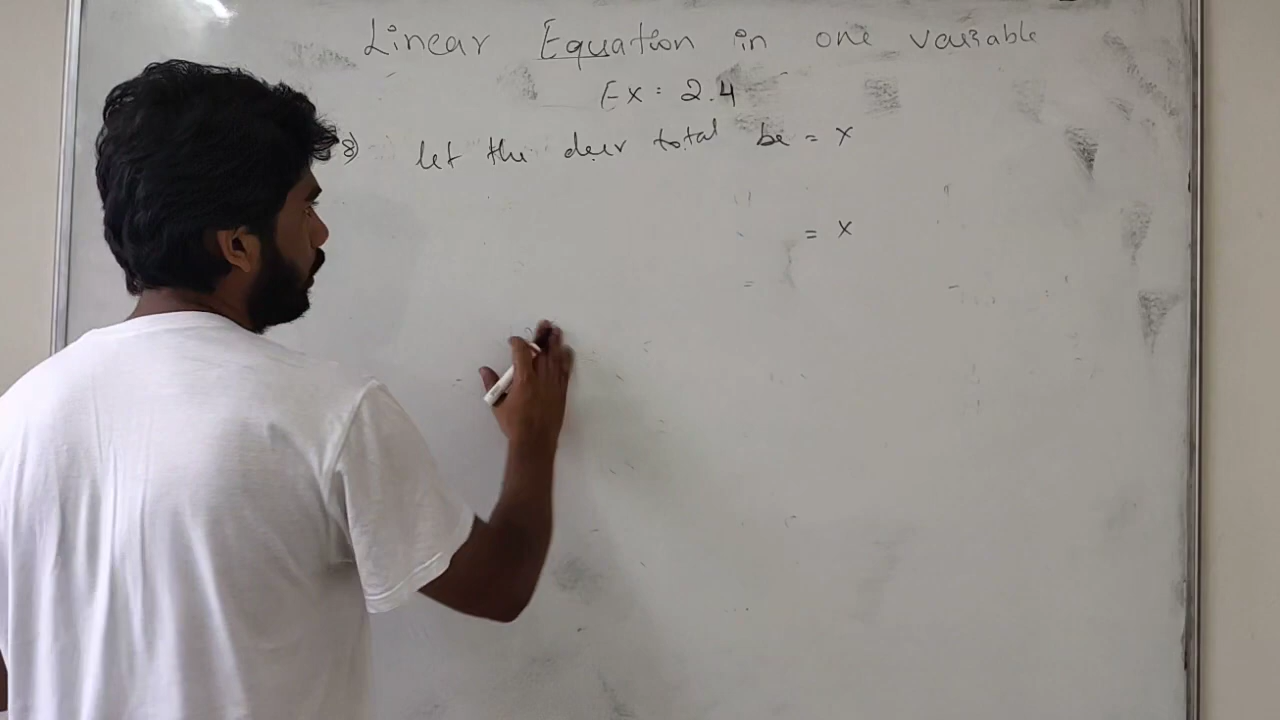 Linear Equation in one variable
Ex: 2.4
8) let the deer total be = x
= x